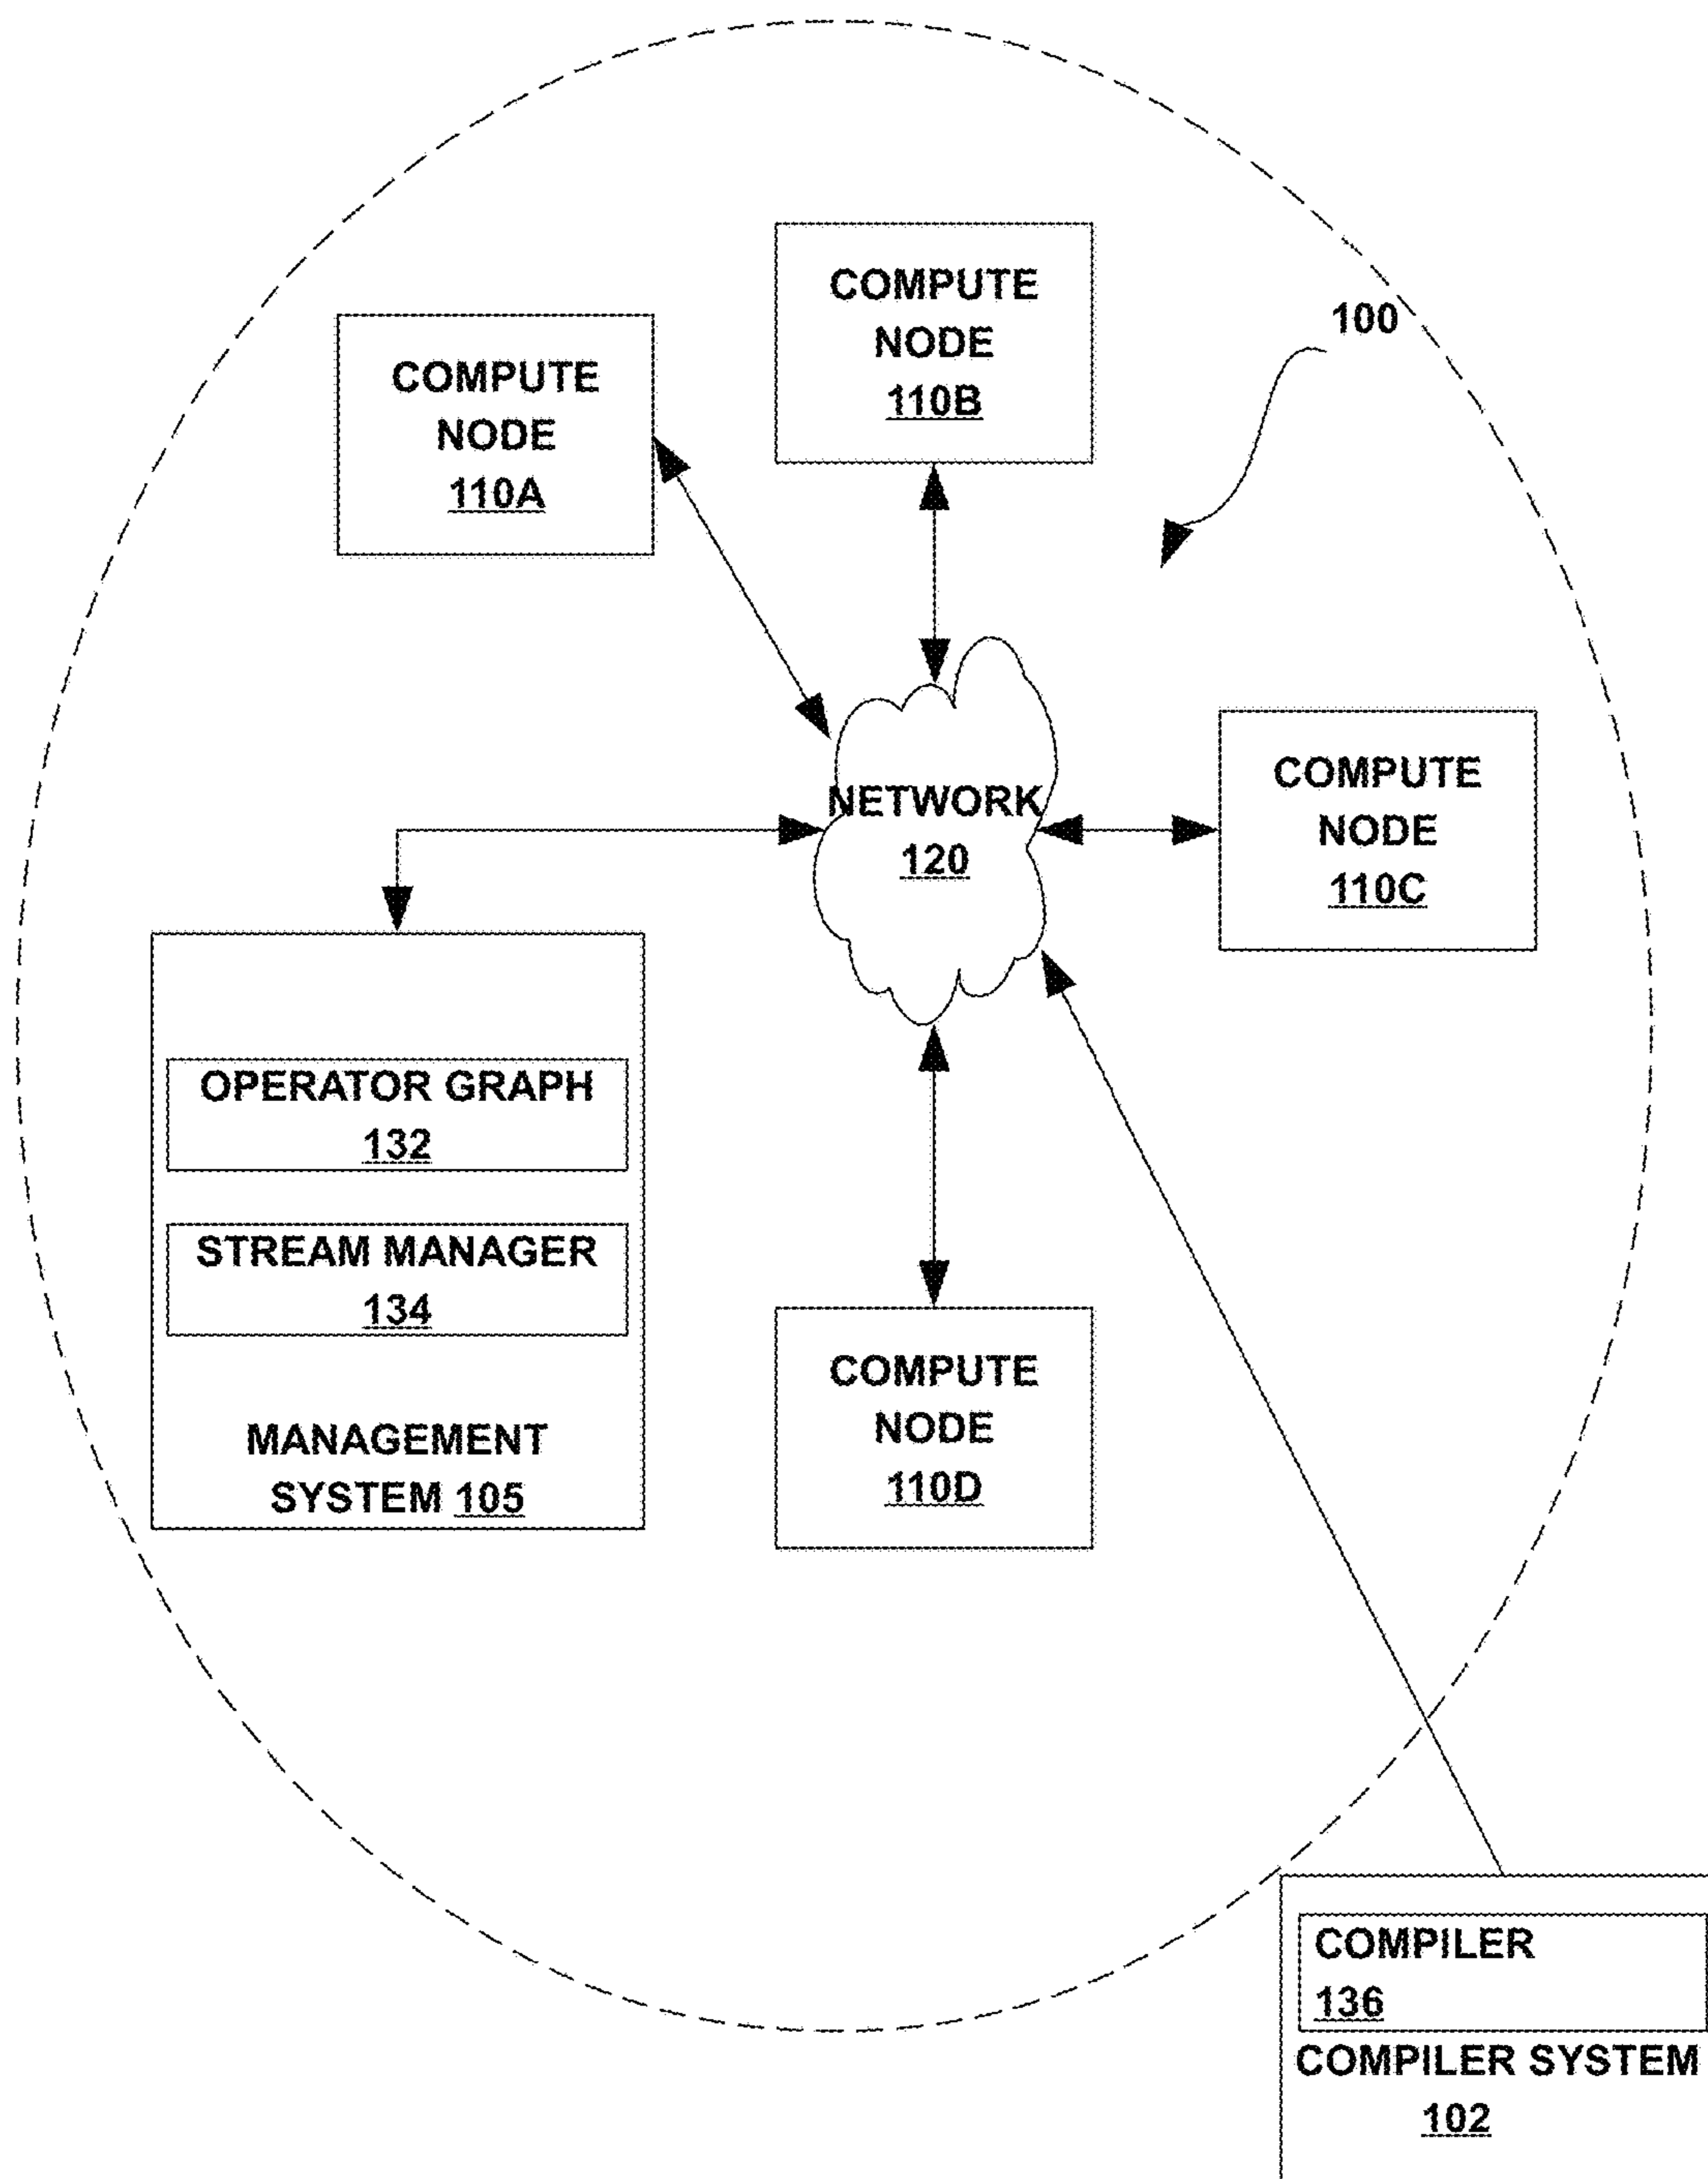 COMPUTE
NODE
110B
100
COMPUTE
NODE
110A
COMPUTE
NODE
110C
NETWORK
120
OPERATOR GRAPH
132
STREAM MANAGER
134
MANAGEMENT
SYSTEM 105
COMPUTE
NODE
110D
COMPILER
136
COMPILER SYSTEM
102